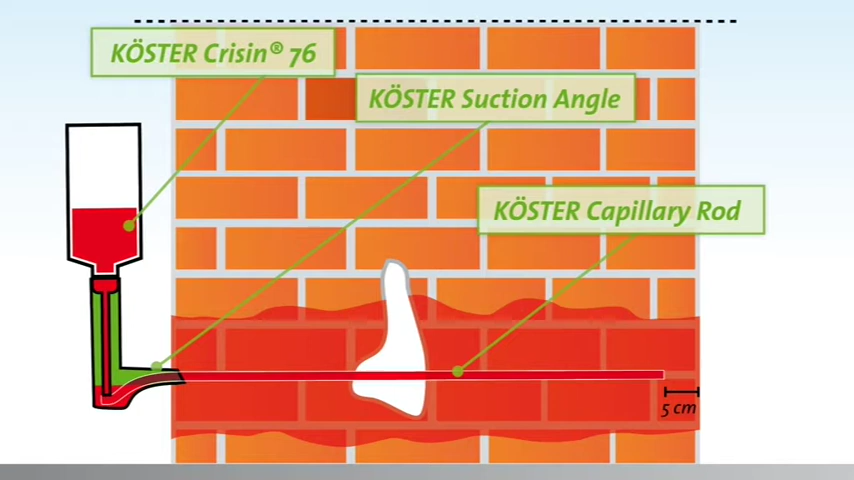 KÖSTER Crisin® 76
KÖSTER Suction Angle
KÖSTER Capillary Rod
5 cm